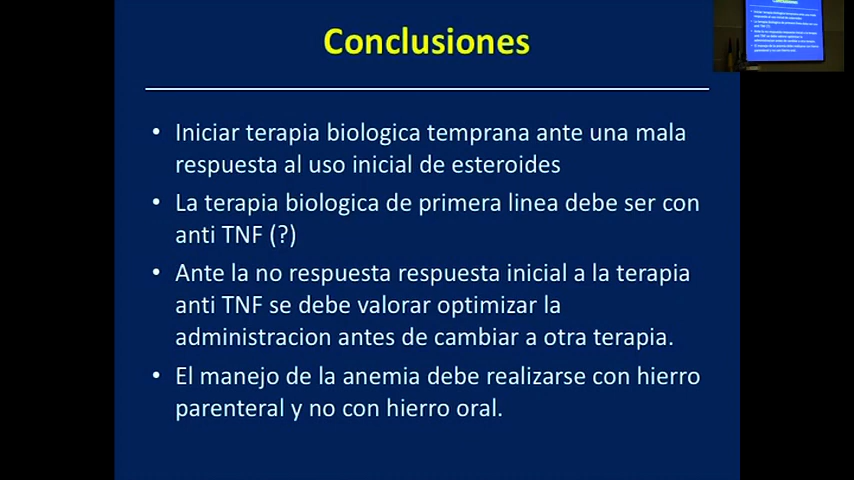 Conclusiones
• Iniciar terapia biologica temprana ante una mala
respuesta al uso inicial de esteroides
• La terapia biologica de primera linea debe ser con
anti TNF (?)
• Ante la no respuesta respuesta inicial a la terapia
anti TNF se debe valorar optimizar la
administracion antes de cambiar a otra terapia.
• El manejo de la anemia debe realizarse con hierro
parenteral y no con hierro oral.